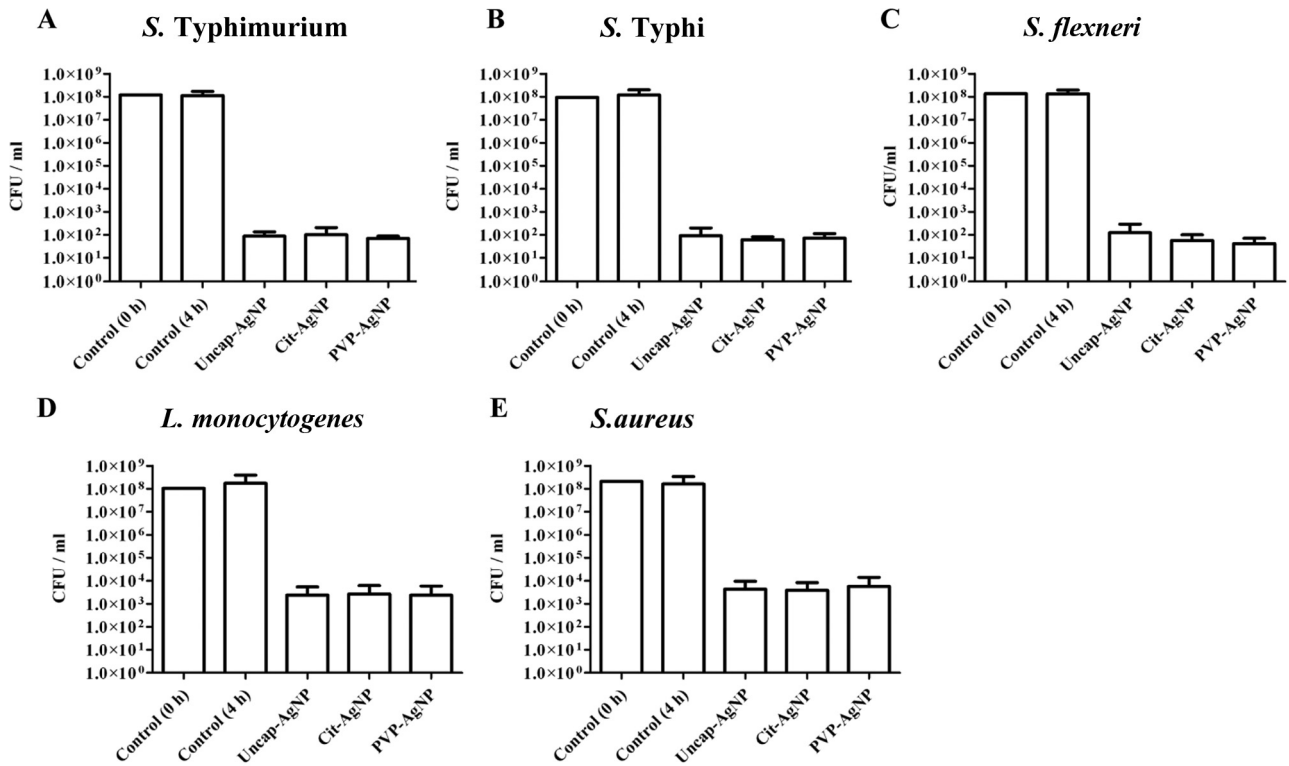 A
S. Typhimurium
CFU / ml
1.0×10⁹
1.0×10⁸
1.0×10⁷
1.0×10⁶
1.0×10⁵
1.0×10⁴
1.0×10³
1.0×10²
1.0×10¹
1.0×10⁰
Control (0 h)
Control (4 h)
Uncap-AgNP
Cit-AgNP
PVP-AgNP
B
S. Typhi
CFU / ml
1.0×10⁹
1.0×10⁸
1.0×10⁷
1.0×10⁶
1.0×10⁵
1.0×10⁴
1.0×10³
1.0×10²
1.0×10¹
1.0×10⁰
Control (0 h)
Control (4 h)
Uncap-AgNP
Cit-AgNP
PVP-AgNP
C
S. flexneri
CFU/ml
1.0×10⁹
1.0×10⁸
1.0×10⁷
1.0×10⁶
1.0×10⁵
1.0×10⁴
1.0×10³
1.0×10²
1.0×10¹
1.0×10⁰
Control (0 h)
Control (4 h)
Uncap-AgNP
Cit-AgNP
PVP-AgNP
D
L. monocytogenes
CFU / ml
1.0×10⁹
1.0×10⁸
1.0×10⁷
1.0×10⁶
1.0×10⁵
1.0×10⁴
1.0×10³
1.0×10²
1.0×10¹
1.0×10⁰
Control (0 h)
Control (4 h)
Uncap-AgNP
Cit-AgNP
PVP-AgNP
E
S.aureus
CFU / ml
1.0×10⁹
1.0×10⁸
1.0×10⁷
1.0×10⁶
1.0×10⁵
1.0×10⁴
1.0×10³
1.0×10²
1.0×10¹
1.0×10⁰
Control (0 h)
Control (4 h)
Uncap-AgNP
Cit-AgNP
PVP-AgNP